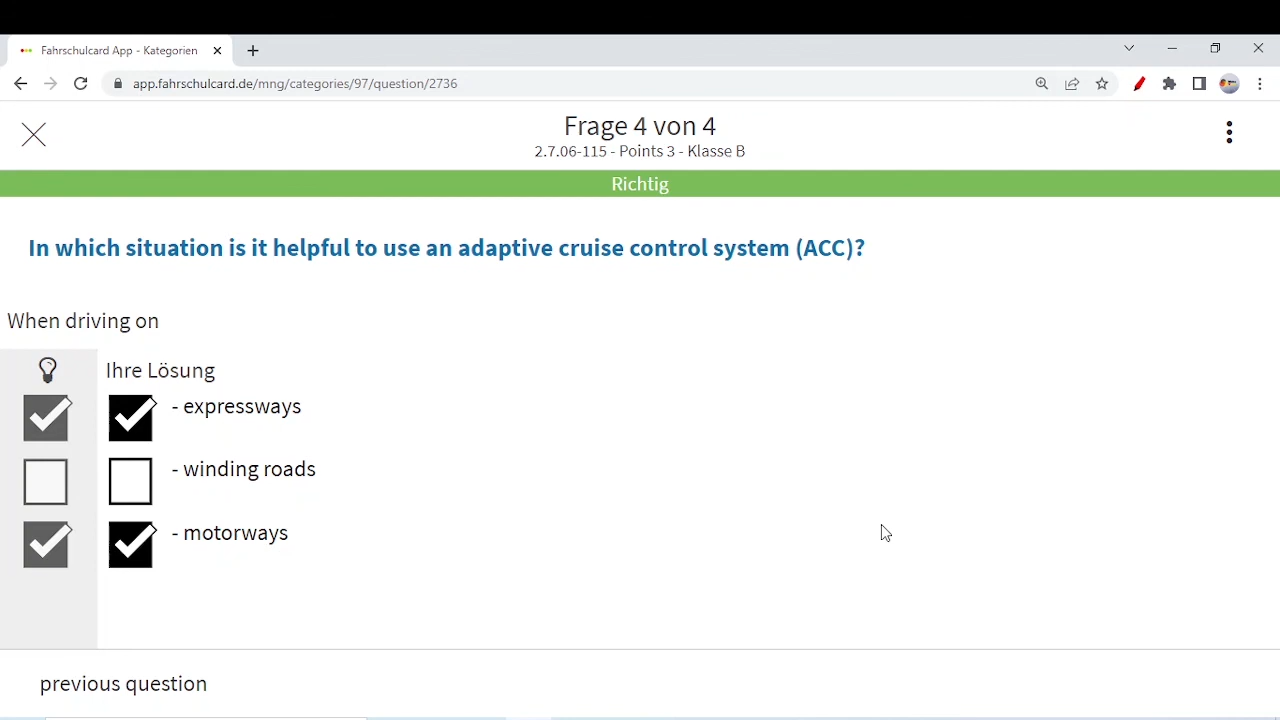 Fahrschulcard App - Kategorien
app.fahrschulcard.de/mng/categories/97/question/2736
Frage 4 von 4
2.7.06-115 - Points 3 - Klasse B
Richtig
In which situation is it helpful to use an adaptive cruise control system (ACC)?
When driving on
Ihre Lösung
- expressways
- winding roads
- motorways
previous question